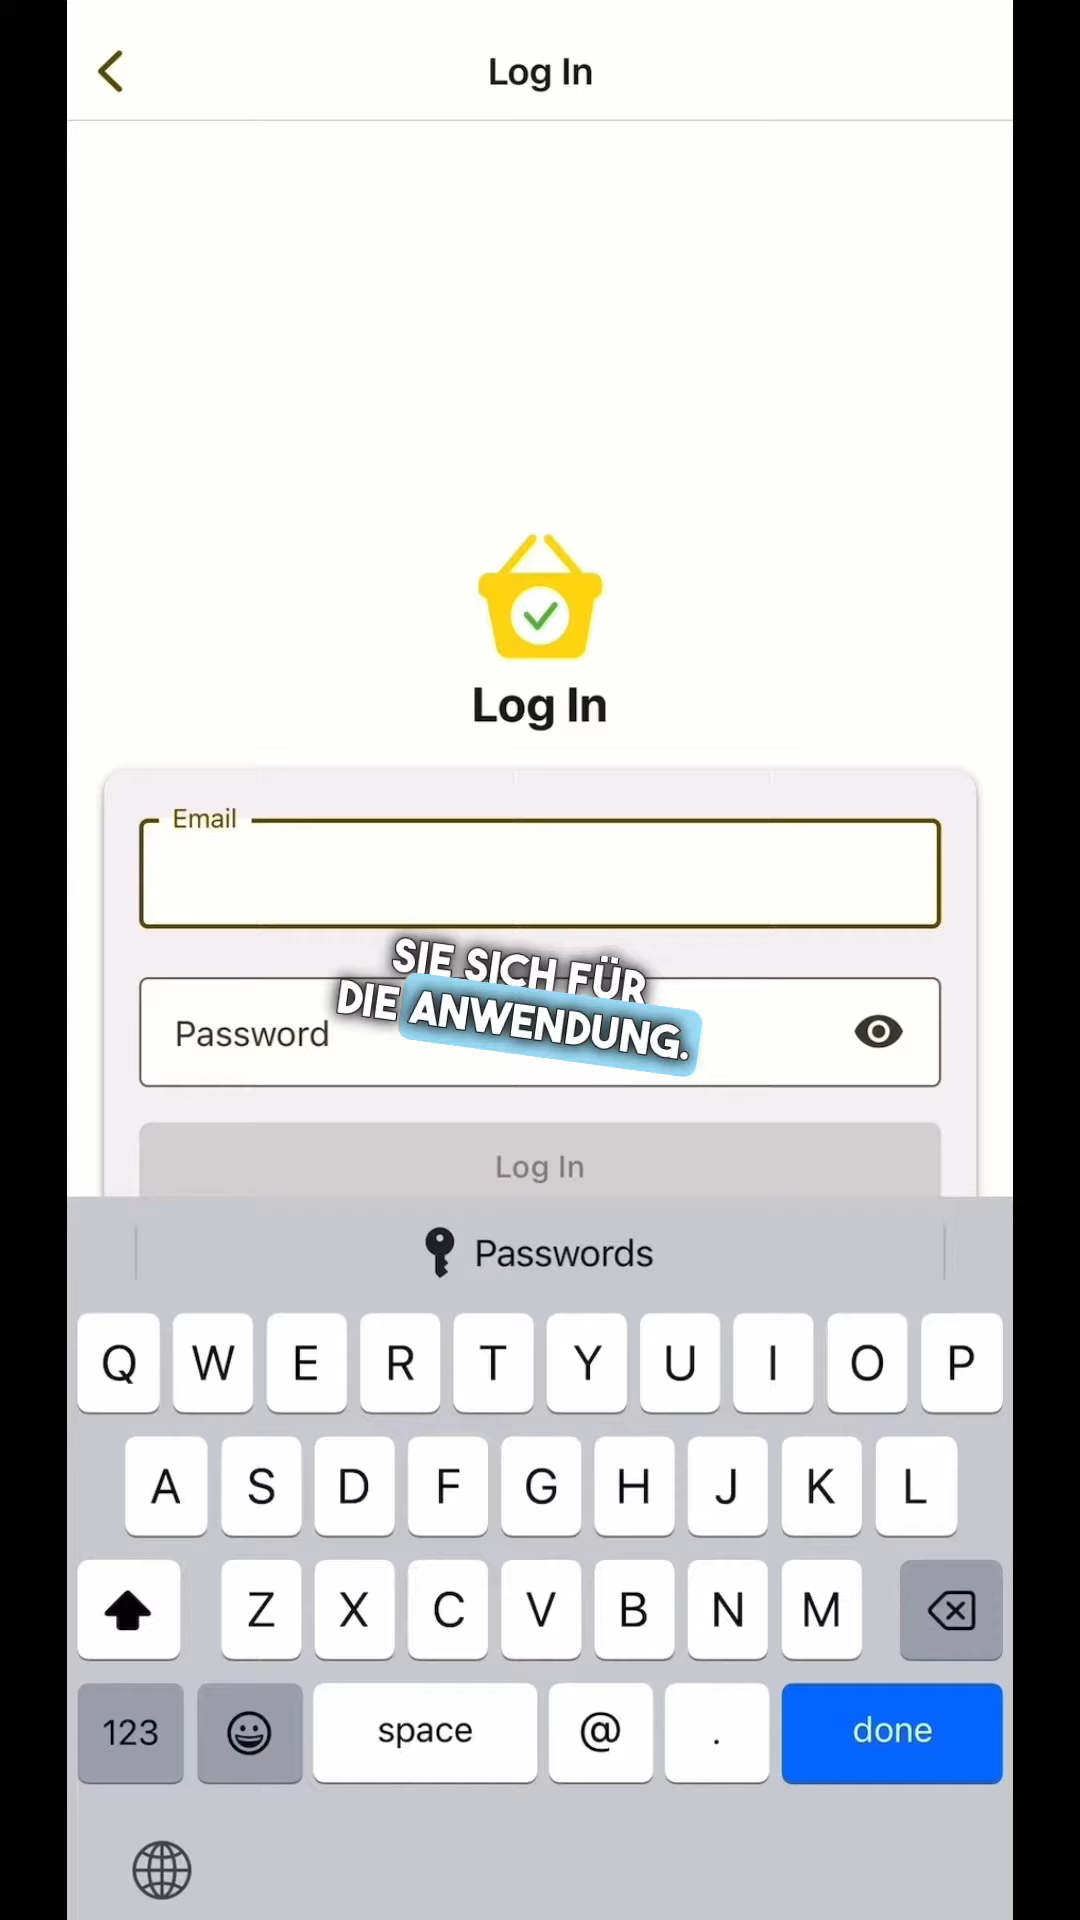 Log In
Log In
Email
SIE SICH FÜR
DIE ANWENDUNG.
Password
Log In
Passwords
Q W E R T Y U I O P
A S D F G H J K L
Z X C V B N M
123 space @ . done